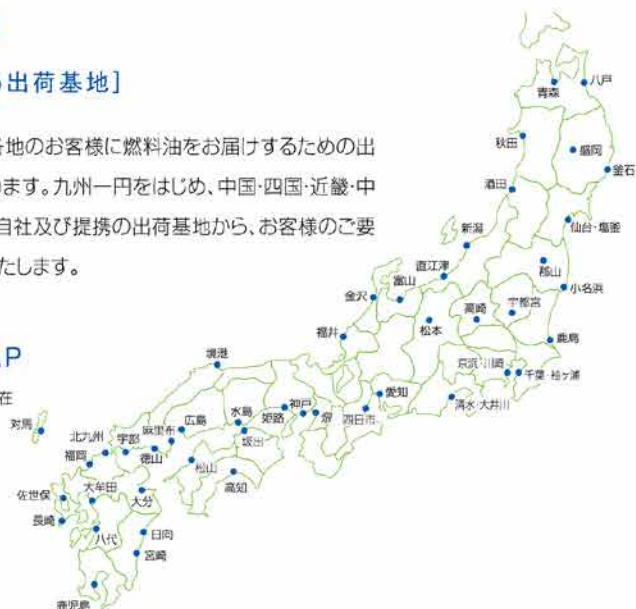 出荷基地]
地のお客様に燃料油をお届けするための出
ます。九州一円をはじめ、中国・四国・近畿・中
自社及び提携の出荷基地から、お客様のご要
たします。
P
在
青森
八戸
秋田
盛岡
釜石
酒田
仙台・塩釜
新潟
郡山
直江津
小名浜
富山
金沢
高崎
宇都宮
松本
福井
鹿島
京浜・川崎
千葉・袖ヶ浦
境港
愛知
清水・大井川
四日市
神戸
堺
姫路
水島
坂出
広島
麻里布
徳山
宇部
北九州
対馬
福岡
松山
高知
佐世保
大牟田
大分
長崎
八代
日向
宮崎
鹿児島